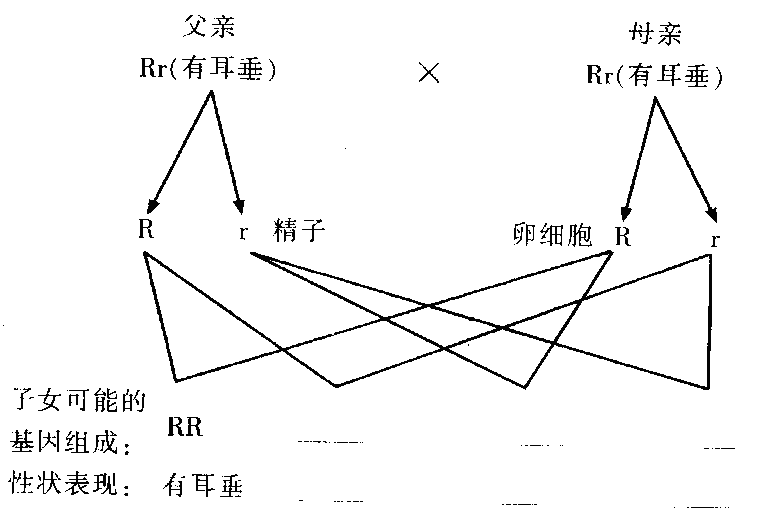 父亲
母亲
Rr(有耳垂)
×
Rr(有耳垂)
R
r 精子
卵细胞 R
r
子女可能的
基因组成:
RR
性状表现: 有耳垂